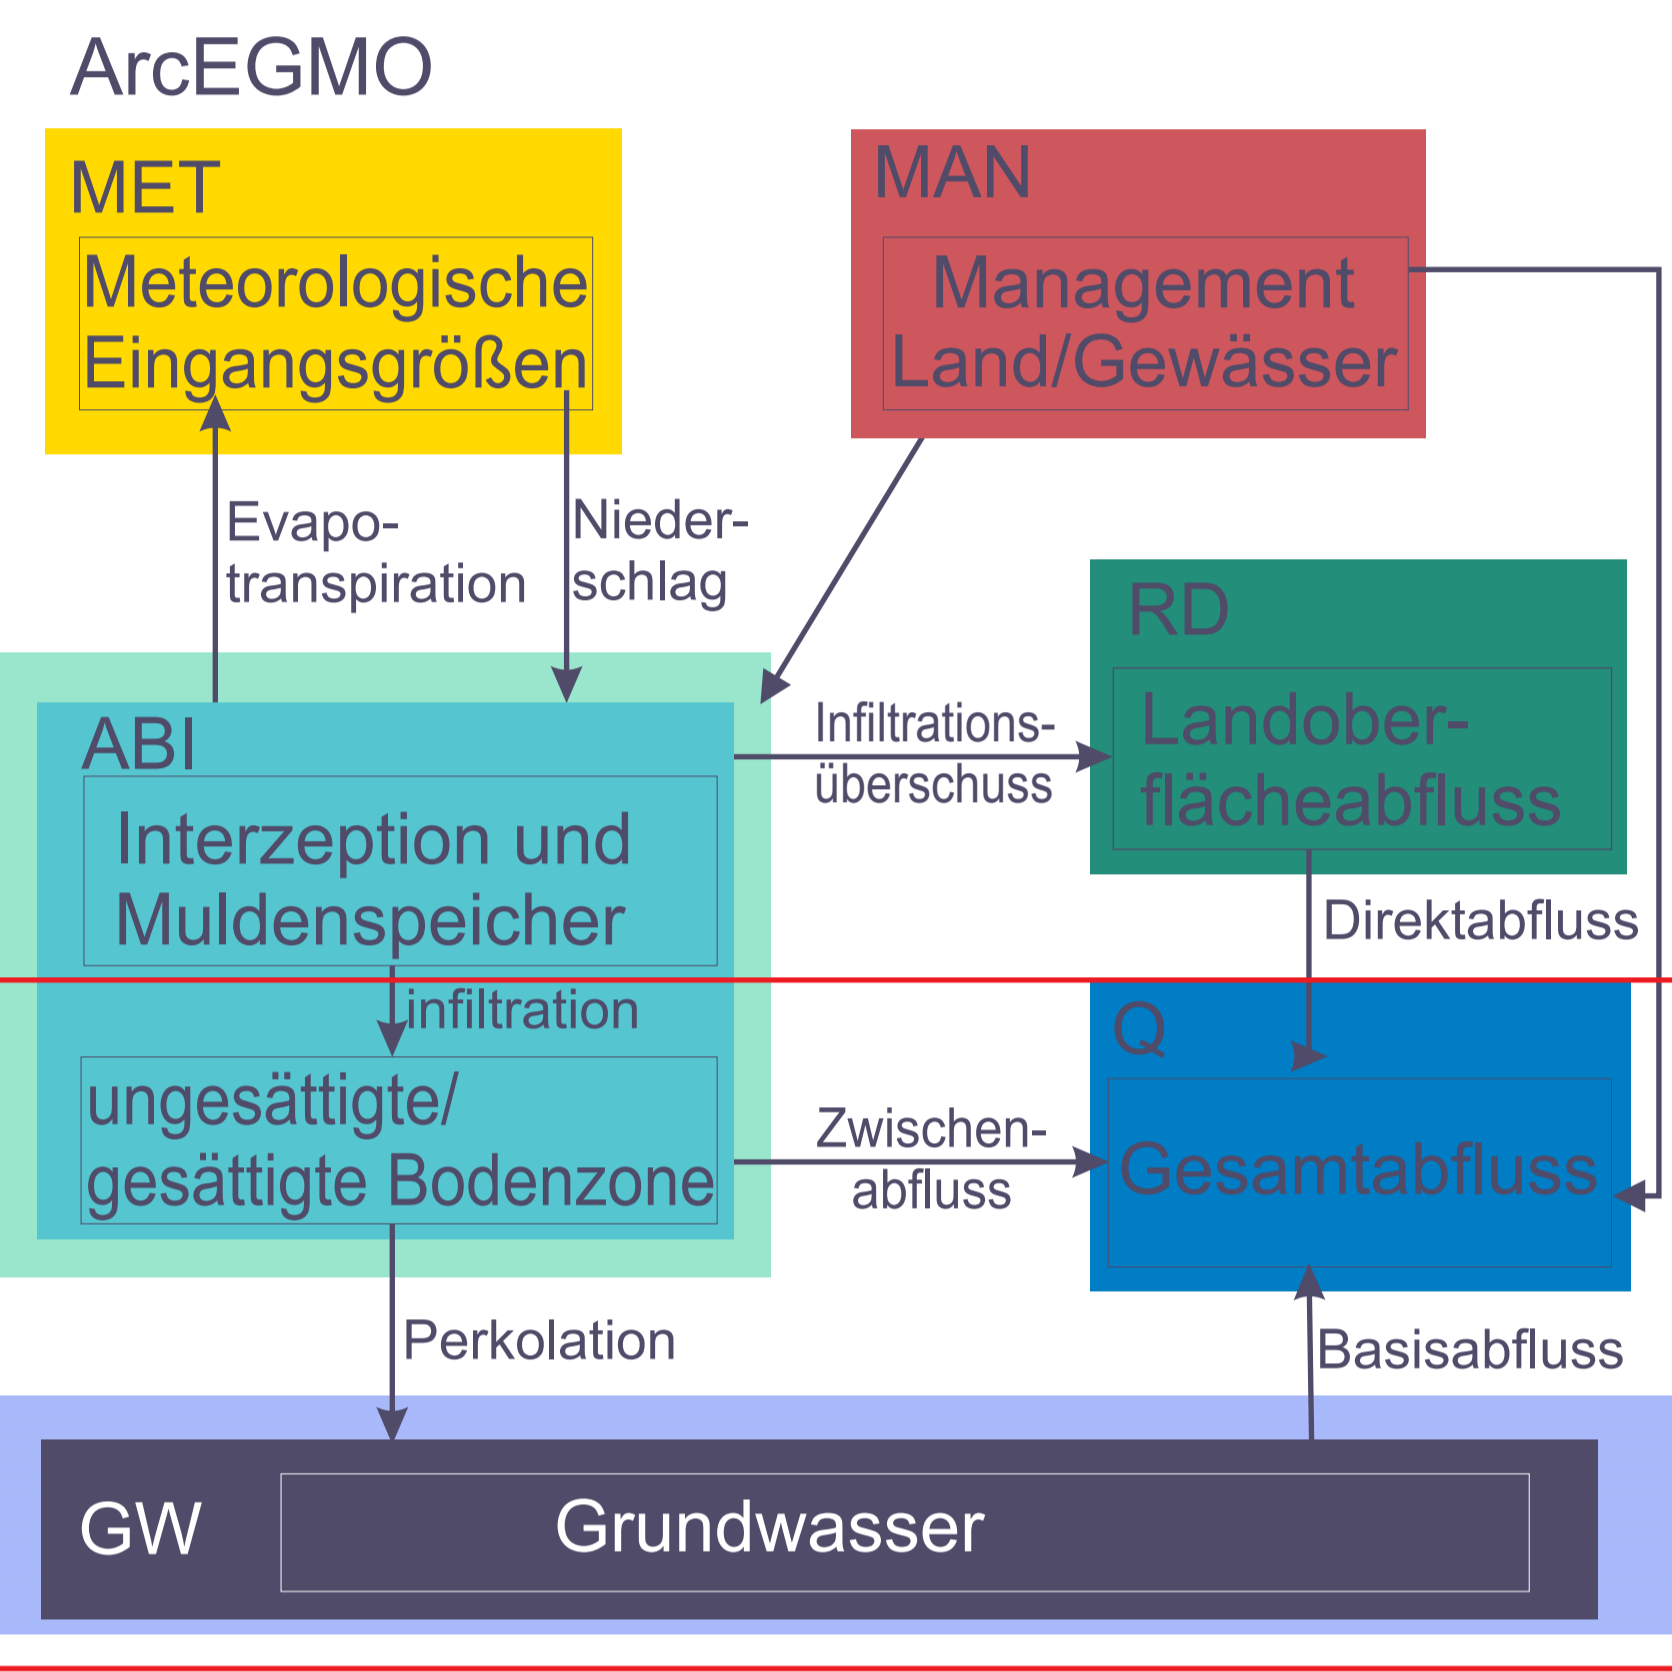 ArcEGMO
MET
Meteorologische
Eingangsgrößen
MAN
Management
Land/Gewässer
Evapo-
transpiration
Nieder-
schlag
RD
Landober-
flächeabfluss
ABI
Interzeption und
Muldenspeicher
Infiltrations-
überschuss
Direktabfluss
infiltration
ungesättigte/
gesättigte Bodenzone
Zwischen-
abfluss
Q
Gesamtabfluss
Perkolation
Basisabfluss
GW
Grundwasser